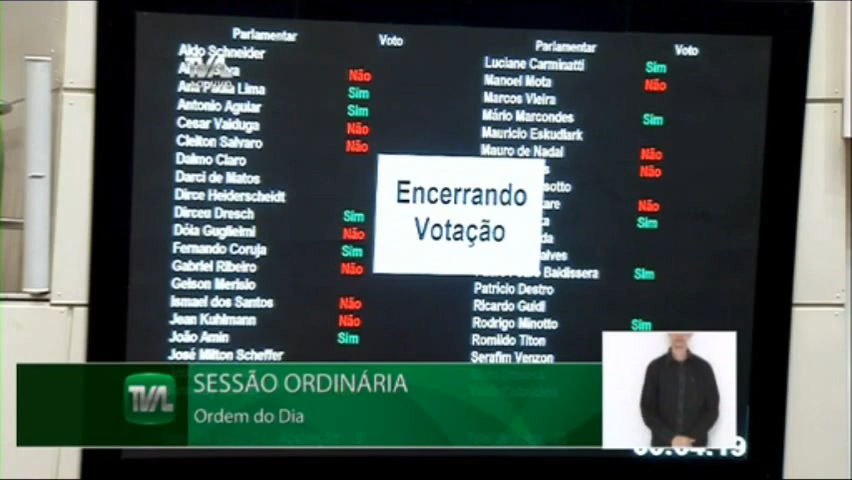 Parlamentar Voto
Aldo Schneider
Não
Ana Paula Lima Sim
Antonio Aguiar Sim
Cesar Valduga Não
Cleiton Salvaro Não
Dalmo Claro
Darci de Matos
Dirce Heiderscheidt
Dirceu Dresch Sim
Dóia Guglielmi Não
Fernando Coruja Sim
Gabriel Ribeiro Não
Gelson Merisio
Ismael dos Santos Não
Jean Kuhlmann Não
João Amin Sim
José Milton Scheffer
Parlamentar Voto
Luciane Carminatti Sim
Manoel Mota Não
Marcos Vieira
Mário Marcondes Sim
Mauricio Eskudlark
Mauro de Nadal Não
Não
Não
Sim
Baldissera Sim
Patrício Destro
Ricardo Guidi
Rodrigo Minotto Sim
Romildo Titon
Serafim Venzon
Encerrando
Votação
TVAL
SESSÃO ORDINÁRIA
Ordem do Dia